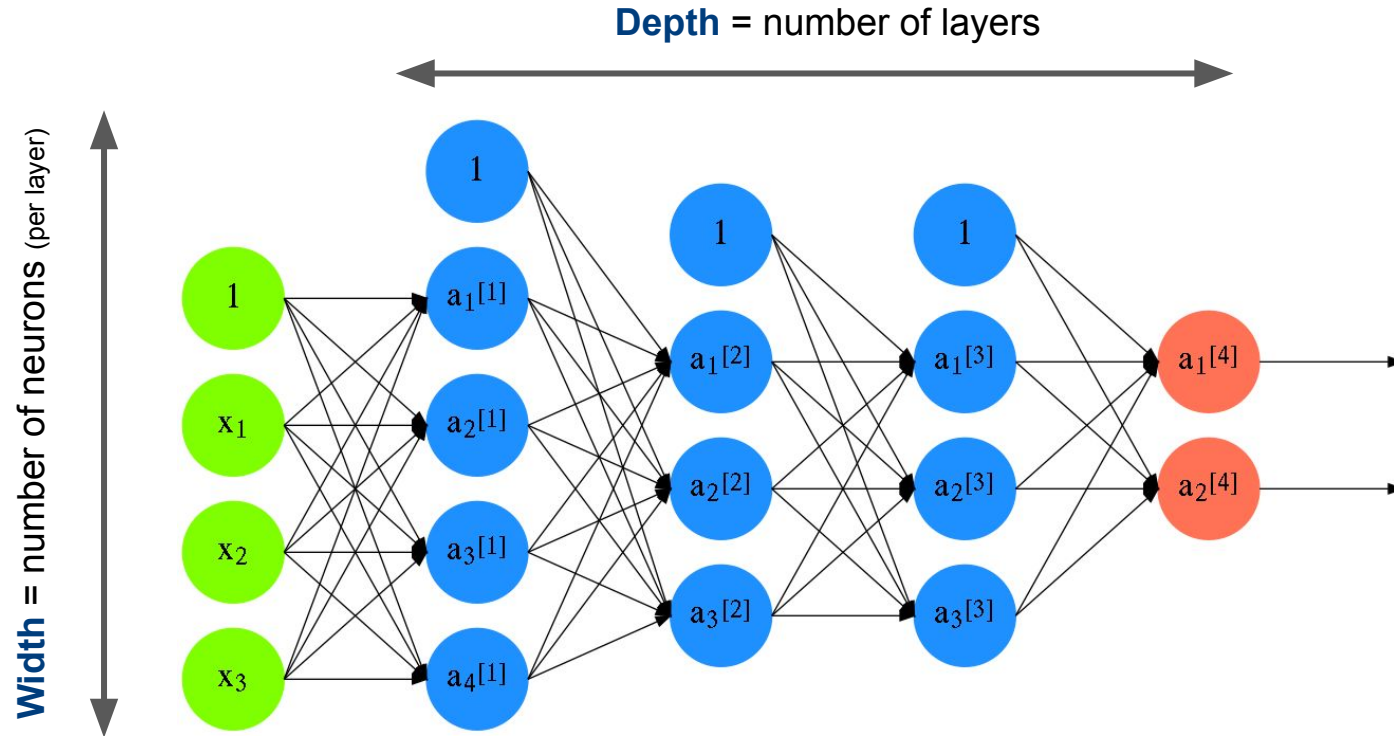 Depth = number of layers
Width = number of neurons (per layer)
1
x₁
x₂
x₃
1
a₁[1]
a₂[1]
a₃[1]
a₄[1]
1
a₁[2]
a₂[2]
a₃[2]
1
a₁[3]
a₂[3]
a₃[3]
a₁[4]
a₂[4]